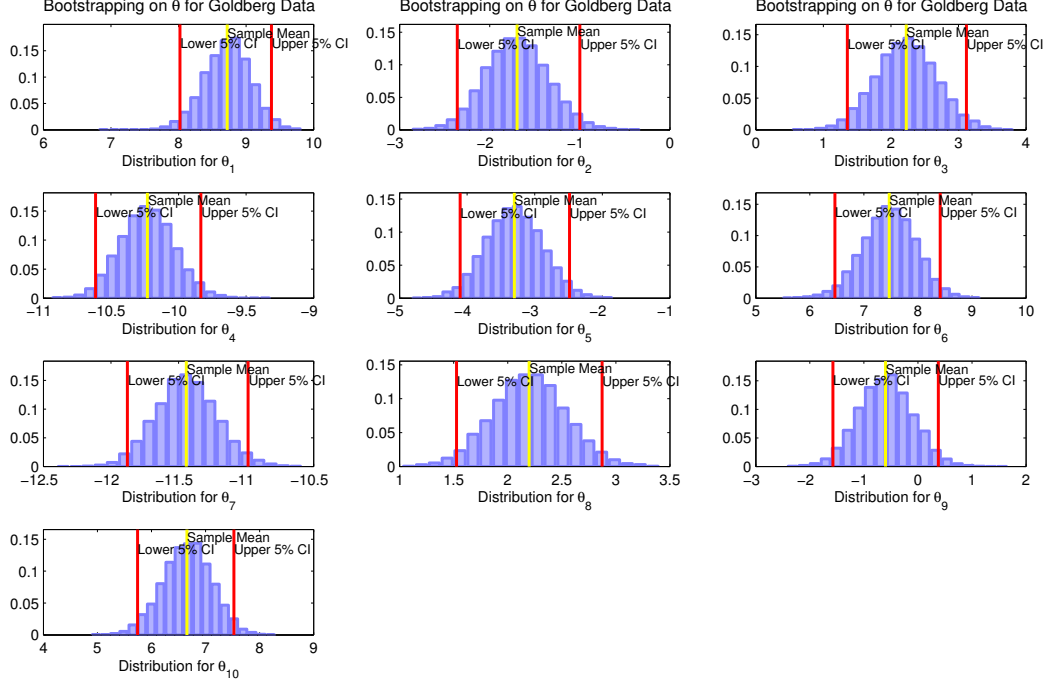 Bootstrapping on θ for Goldberg Data
Bootstrapping on θ for Goldberg Data
Bootstrapping on θ for Goldberg Data
Sample Mean
Lower 5% CI
Upper 5% CI
0.15
0.1
0.05
0
6 7 8 9 10
Distribution for θ1
Sample Mean
Lower 5% CI
Upper 5% CI
0.15
0.1
0.05
0
−3 −2 −1 0
Distribution for θ2
Sample Mean
Lower 5% CI
Upper 5% CI
0.15
0.1
0.05
0
0 1 2 3 4
Distribution for θ3
Sample Mean
Lower 5% CI
Upper 5% CI
0.15
0.1
0.05
0
−11 −10.5 −10 −9.5 −9
Distribution for θ4
Sample Mean
Lower 5% CI
Upper 5% CI
0.15
0.1
0.05
0
−5 −4 −3 −2 −1
Distribution for θ5
Sample Mean
Lower 5% CI
Upper 5% CI
0.15
0.1
0.05
0
5 6 7 8 9 10
Distribution for θ6
Sample Mean
Lower 5% CI
Upper 5% CI
0.15
0.1
0.05
0
−12.5 −12 −11.5 −11 −10.5
Distribution for θ7
Sample Mean
Lower 5% CI
Upper 5% CI
0.15
0.1
0.05
0
1 1.5 2 2.5 3 3.5
Distribution for θ8
Sample Mean
Lower 5% CI
Upper 5% CI
0.15
0.1
0.05
0
−3 −2 −1 0 1 2
Distribution for θ9
Sample Mean
Lower 5% CI
Upper 5% CI
0.15
0.1
0.05
0
4 5 6 7 8 9
Distribution for θ10